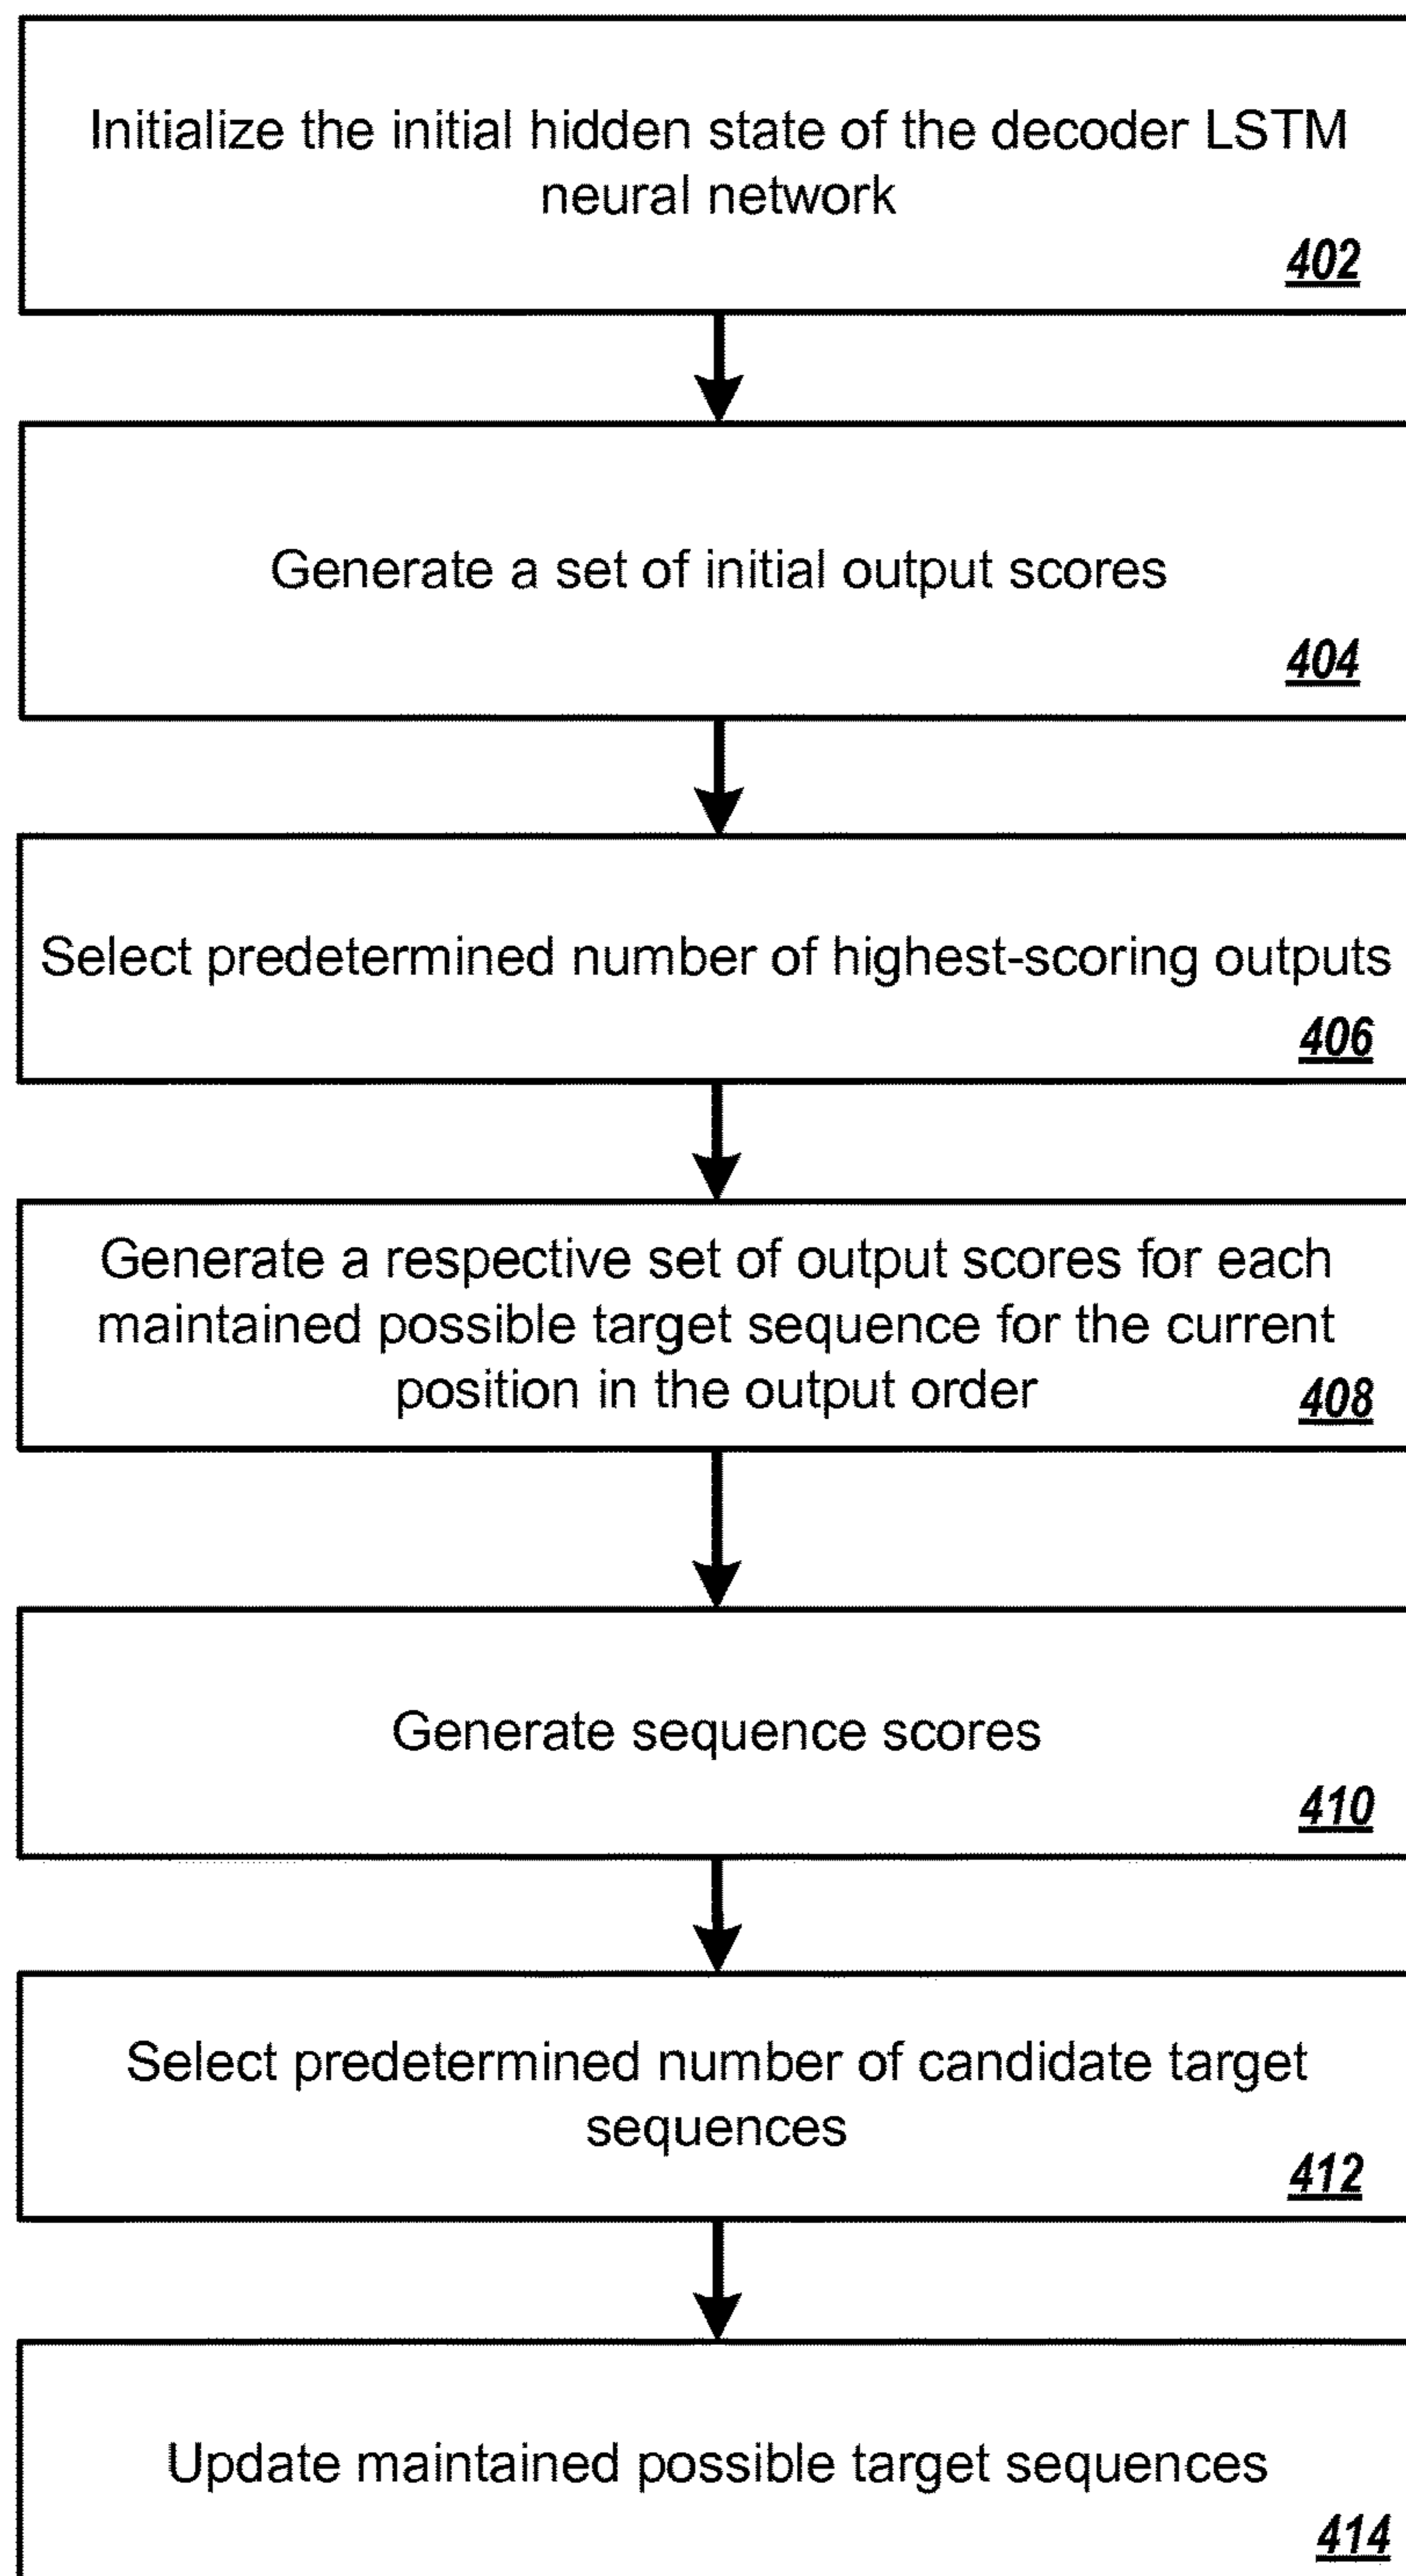 Initialize the initial hidden state of the decoder LSTM
neural network
402
Generate a set of initial output scores
404
Select predetermined number of highest-scoring outputs
406
Generate a respective set of output scores for each
maintained possible target sequence for the current
position in the output order
408
Generate sequence scores
410
Select predetermined number of candidate target
sequences
412
Update maintained possible target sequences
414